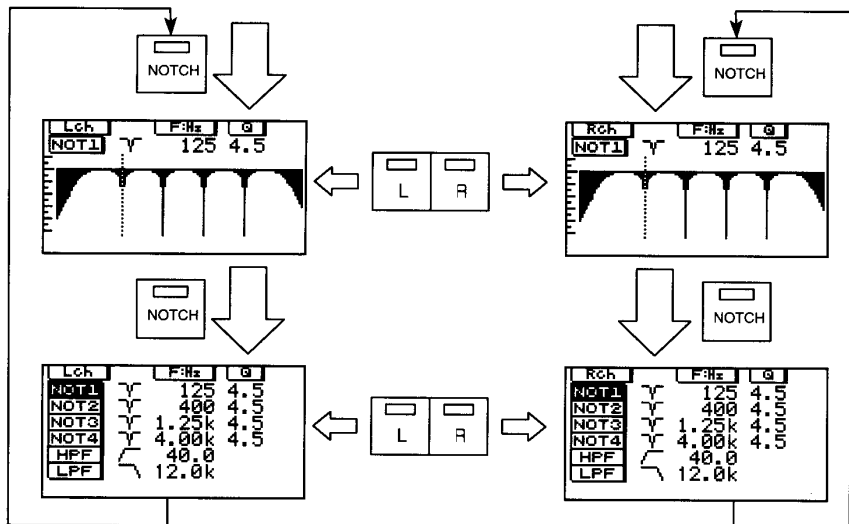 NOTCH
NOTCH
Lch F:Hz Q
NOT1 125 4.5
Rch F:Hz Q
NOT1 125 4.5
L R
NOTCH
NOTCH
Lch F:Hz Q
NOT1 125 4.5
NOT2 400 4.5
NOT3 1.25k 4.5
NOT4 4.00k 4.5
HPF 40.0
LPF 12.0k
L R
Rch F:Hz Q
NOT1 125 4.5
NOT2 400 4.5
NOT3 1.25k 4.5
NOT4 4.00k 4.5
HPF 40.0
LPF 12.0k